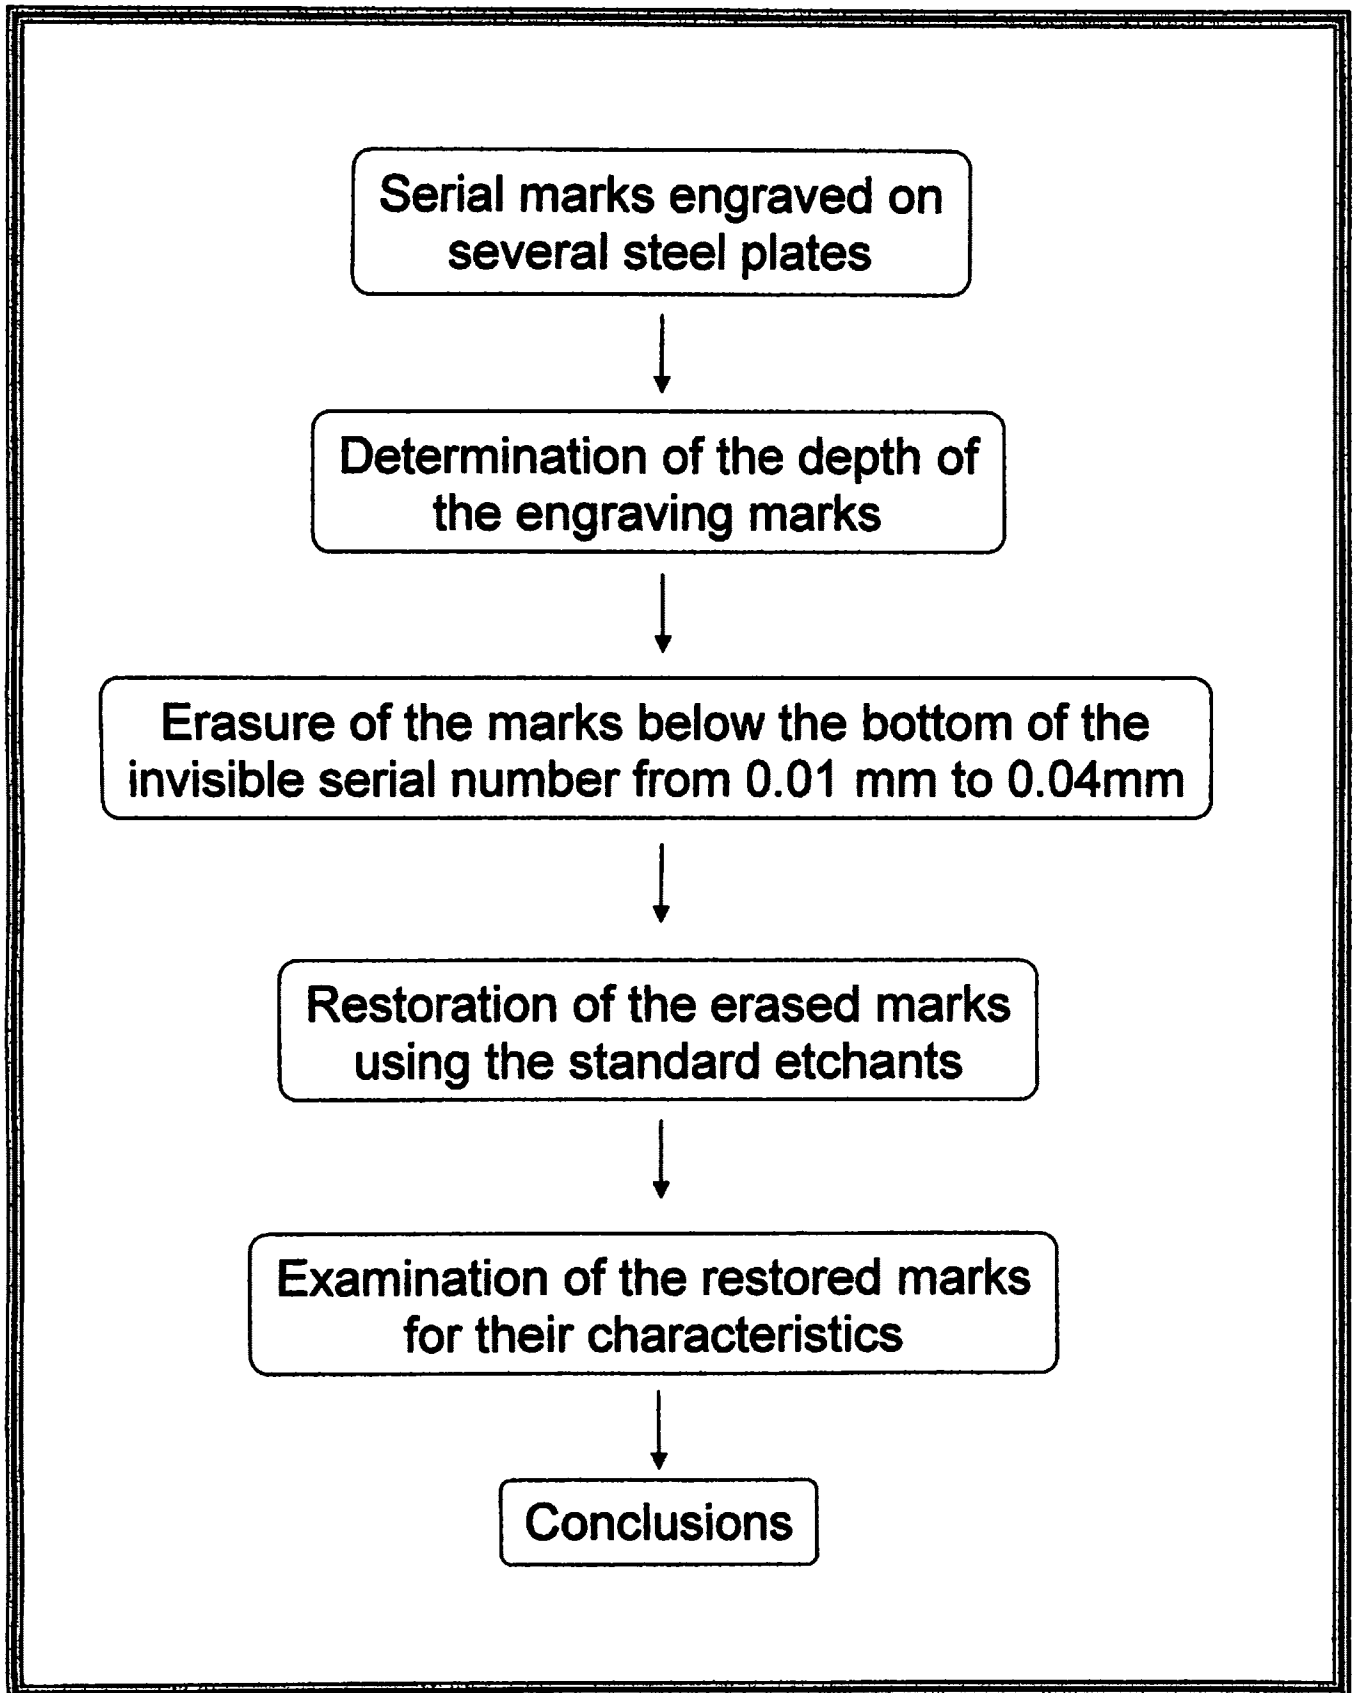 Serial marks engraved on
several steel plates
Determination of the depth of
the engraving marks
Erasure of the marks below the bottom of the
invisible serial number from 0.01 mm to 0.04mm
Restoration of the erased marks
using the standard etchants
Examination of the restored marks
for their characteristics
Conclusions